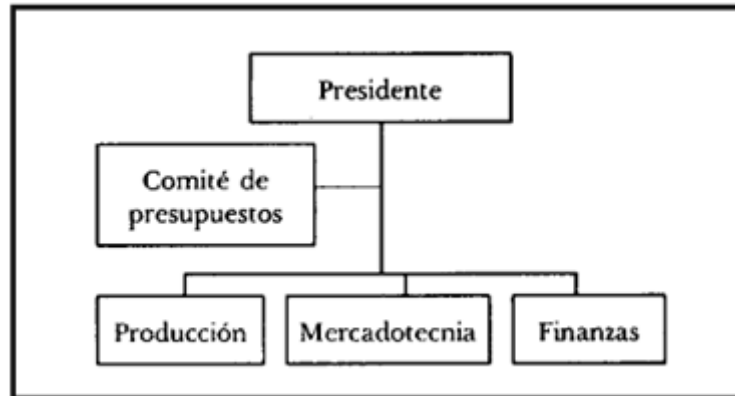 Presidente
Comité de
presupuestos
Producción
Mercadotecnia
Finanzas